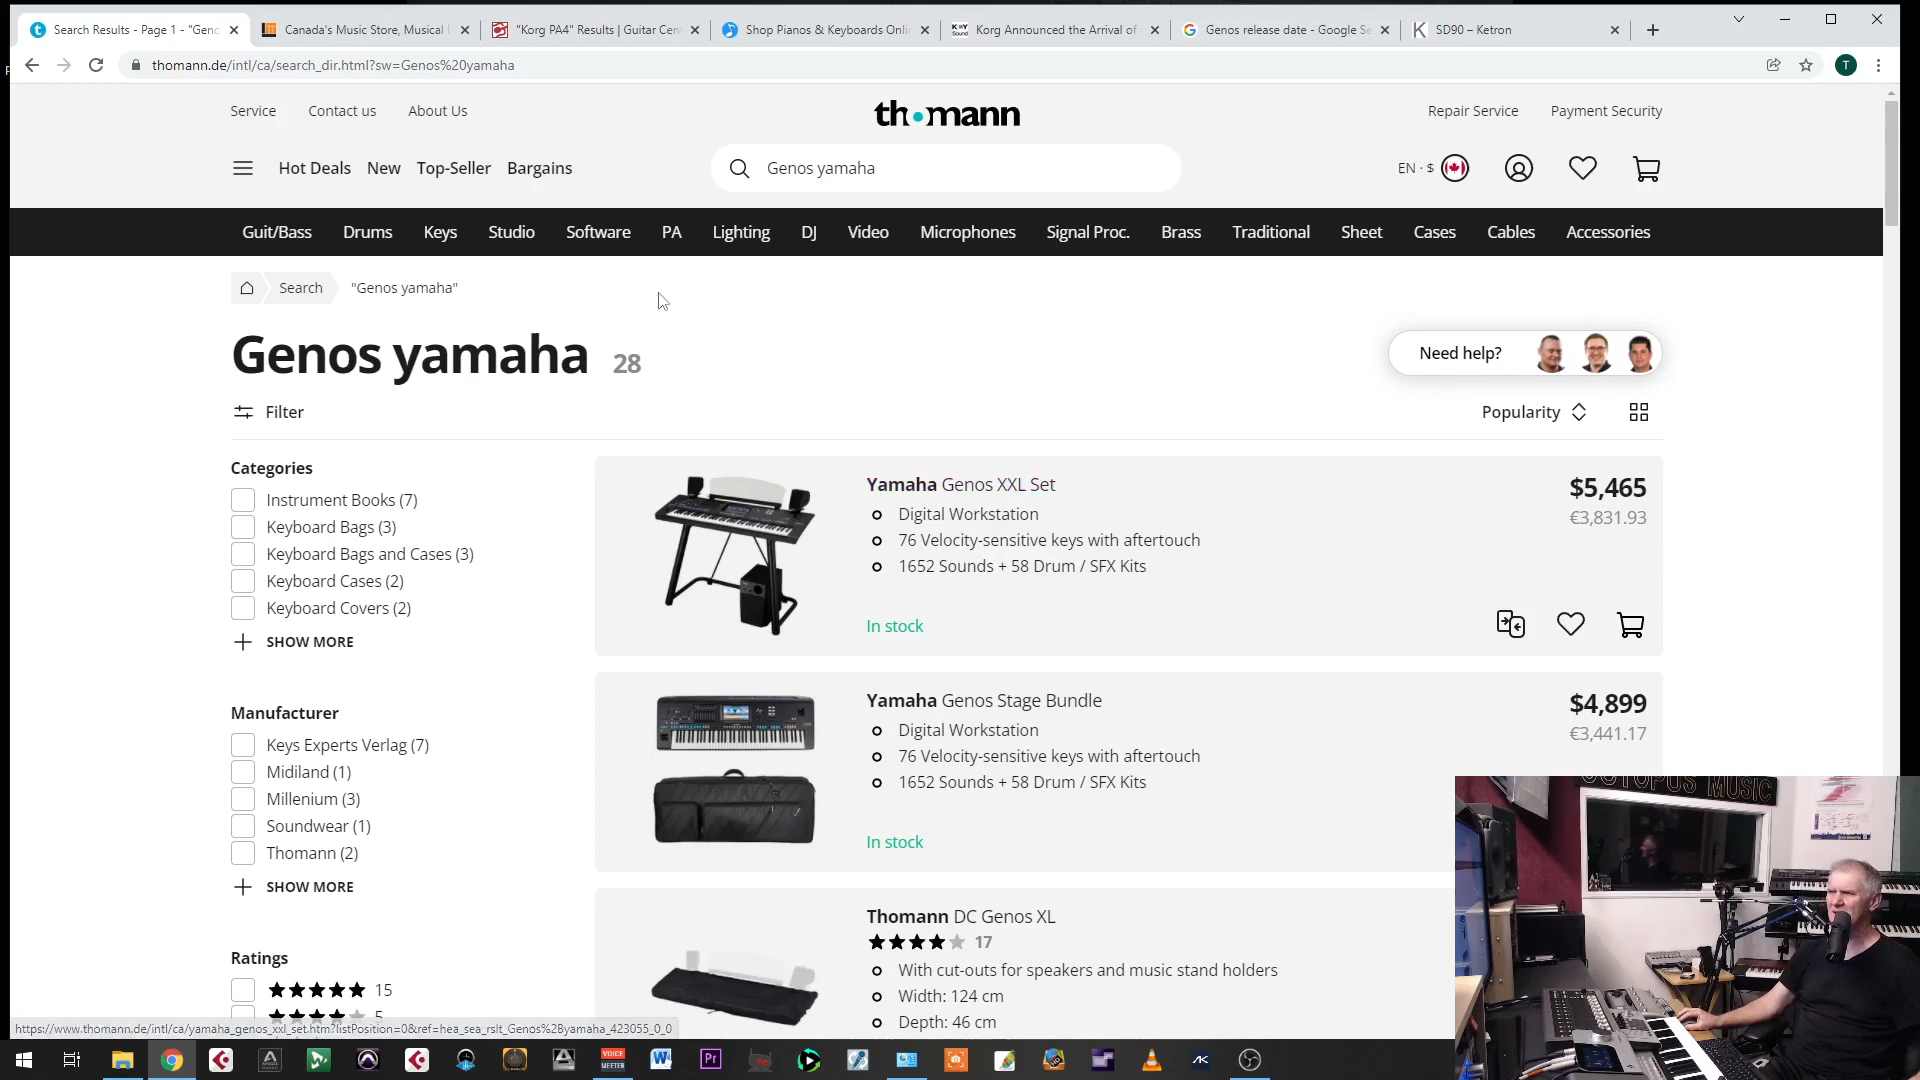 Search Results - Page 1 - "Geno
Canada's Music Store, Musical
"Korg PA4" Results | Guitar Cen
Shop Pianos & Keyboards Onli
Korg Announced the Arrival of
Genos release date - Google Se
SD90 – Ketron
thomann.de/intl/ca/search_dir.html?sw=Genos%20yamaha
T
Service
Contact us
About Us
thomann
Repair Service
Payment Security
Hot Deals
New
Top-Seller
Bargains
Genos yamaha
EN · $
Guit/Bass
Drums
Keys
Studio
Software
PA
Lighting
DJ
Video
Microphones
Signal Proc.
Brass
Traditional
Sheet
Cases
Cables
Accessories
Search
"Genos yamaha"
Genos yamaha 28
Need help?
Filter
Popularity
Categories
Instrument Books (7)
Keyboard Bags (3)
Keyboard Bags and Cases (3)
Keyboard Cases (2)
Keyboard Covers (2)
SHOW MORE
Manufacturer
Keys Experts Verlag (7)
Midiland (1)
Millenium (3)
Soundwear (1)
Thomann (2)
SHOW MORE
Ratings
15
5
Yamaha Genos XXL Set
Digital Workstation
76 Velocity-sensitive keys with aftertouch
1652 Sounds + 58 Drum / SFX Kits
In stock
$5,465
€3,831.93
Yamaha Genos Stage Bundle
Digital Workstation
76 Velocity-sensitive keys with aftertouch
1652 Sounds + 58 Drum / SFX Kits
In stock
$4,899
€3,441.17
Thomann DC Genos XL
17
With cut-outs for speakers and music stand holders
Width: 124 cm
Depth: 46 cm
OCTOPUS MUSIC
https://www.thomann.de/intl/ca/yamaha_genos_xxl_set.htm?listPosition=0&ref=hea_sea_rslt_Genos%2Byamaha_423055_0_0
VOICE
MEETER
W
Pr
AK